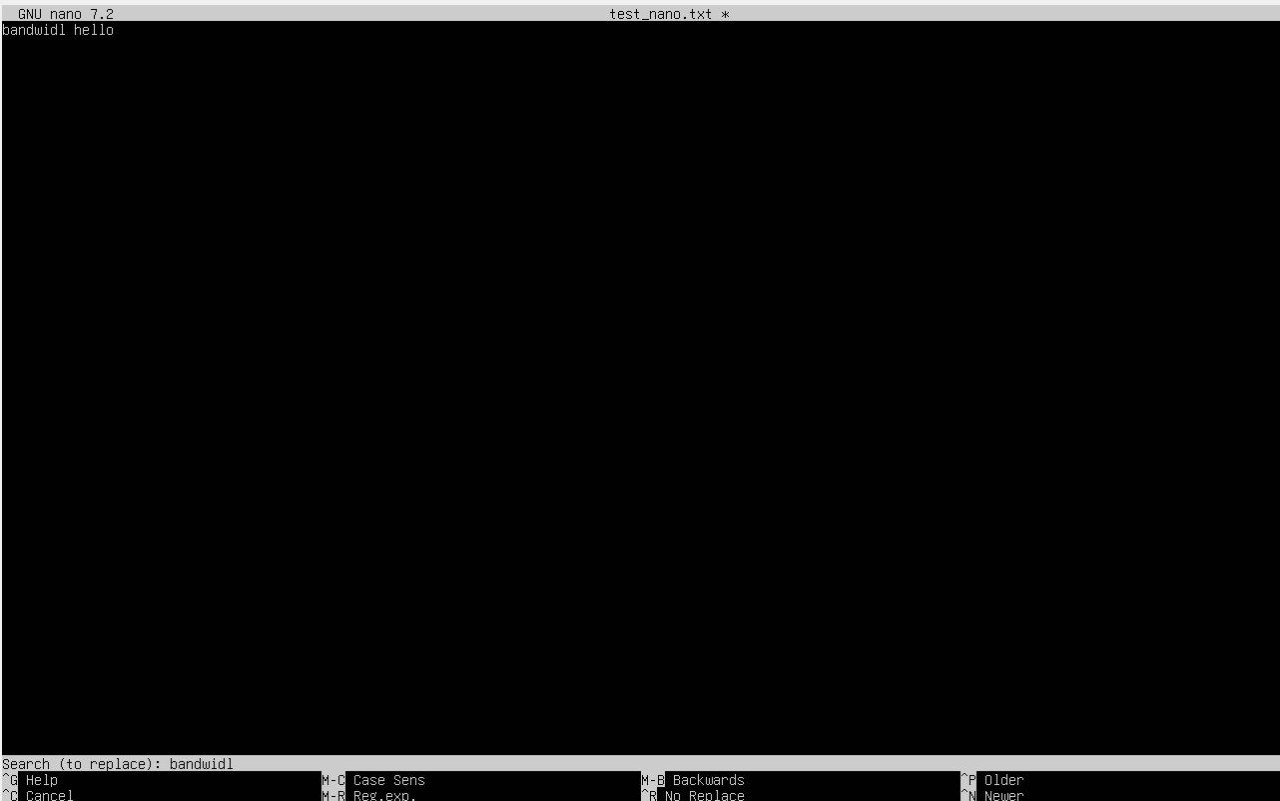 GNU nano 7.2 test_nano.txt *
bandwidl hello
Search (to replace): bandwidl
^G Help M-C Case Sens M-B Backwards ^P Older
^C Cancel M-R Reg.exp. ^R No Replace ^N Newer